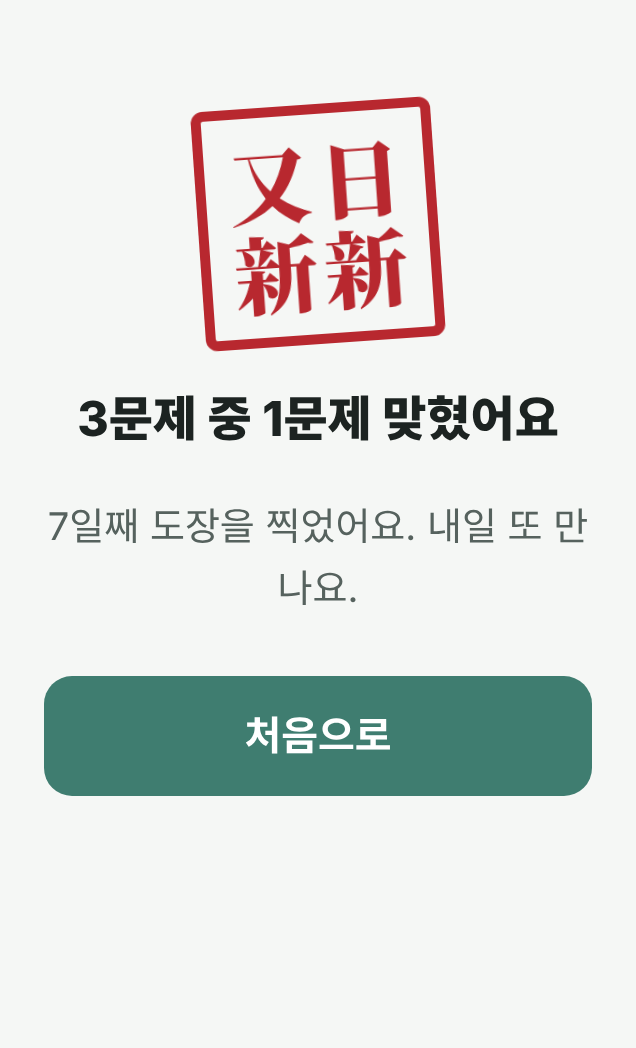 日新
又新
3문제 중 1문제 맞혔어요
7일째 도장을 찍었어요. 내일 또 만
나요.
처음으로